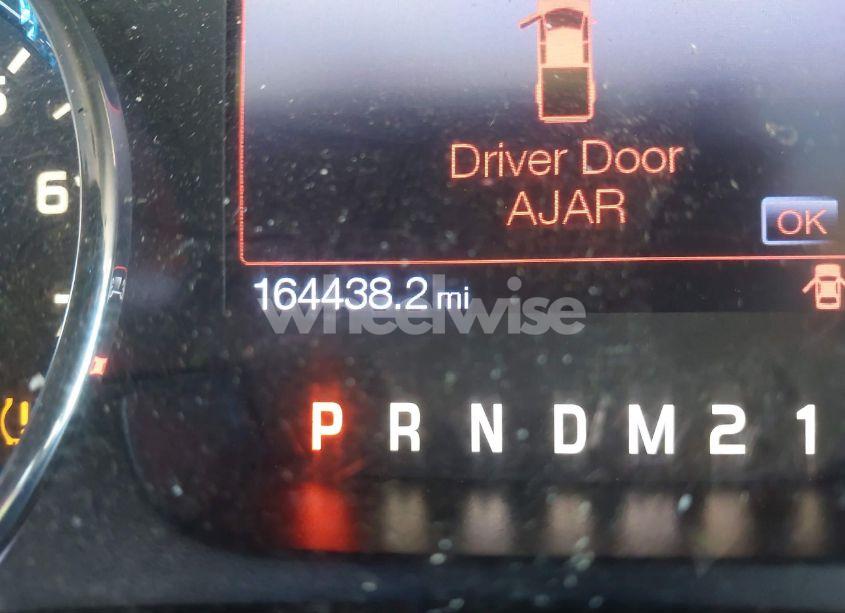 6
Driver Door
AJAR
OK
164438.2 mi
wheelwise
P R N D M 2 1